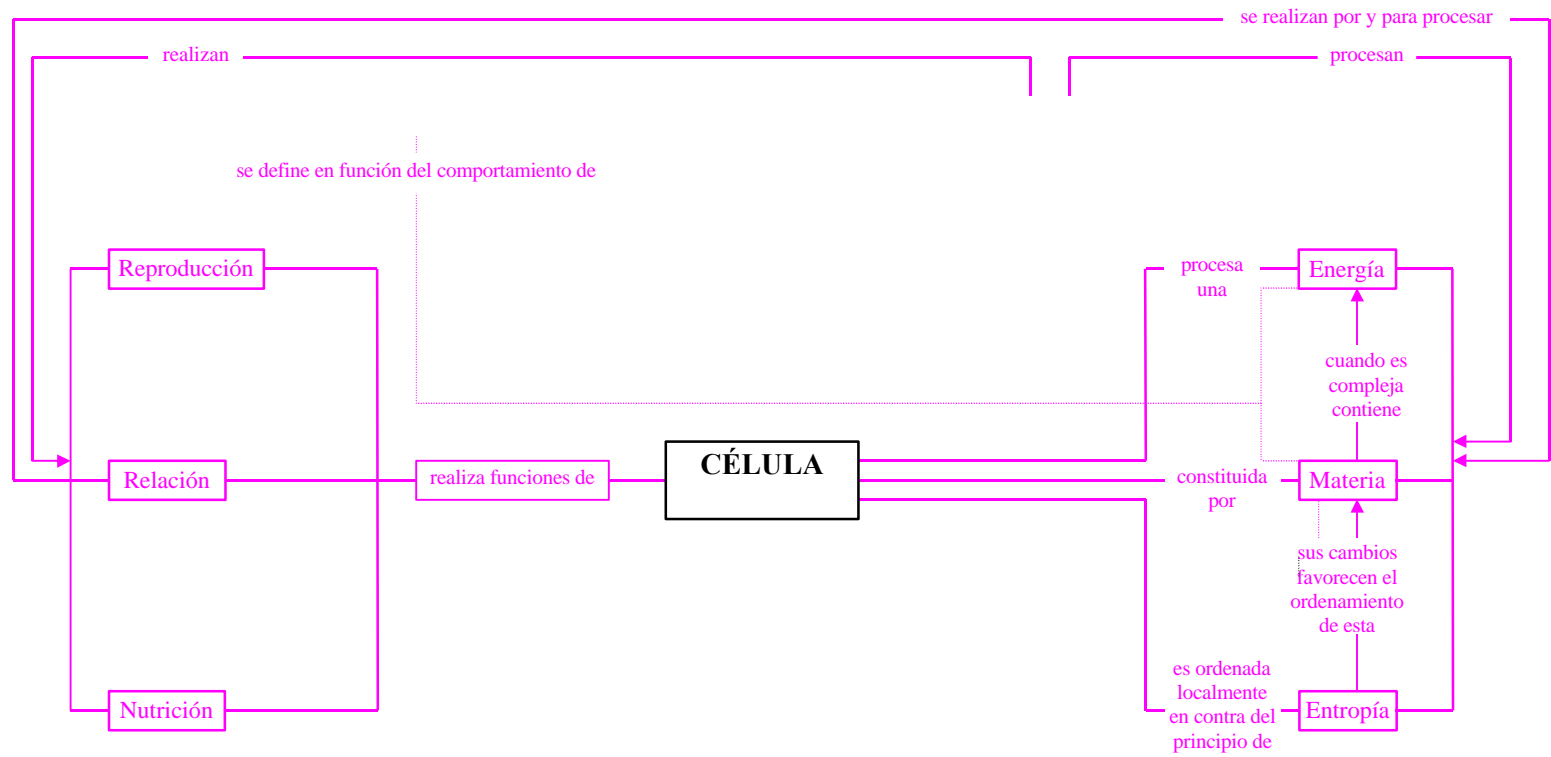 se realizan por y para procesar
realizan
procesan
se define en función del comportamiento de
Reproducción
procesa
una
Energía
cuando es
compleja
contiene
Relación
realiza funciones de
CÉLULA
constituida
por
Materia
sus cambios
favorecen el
ordenamiento
de esta
Nutrición
es ordenada
localmente
en contra del
principio de
Entropía